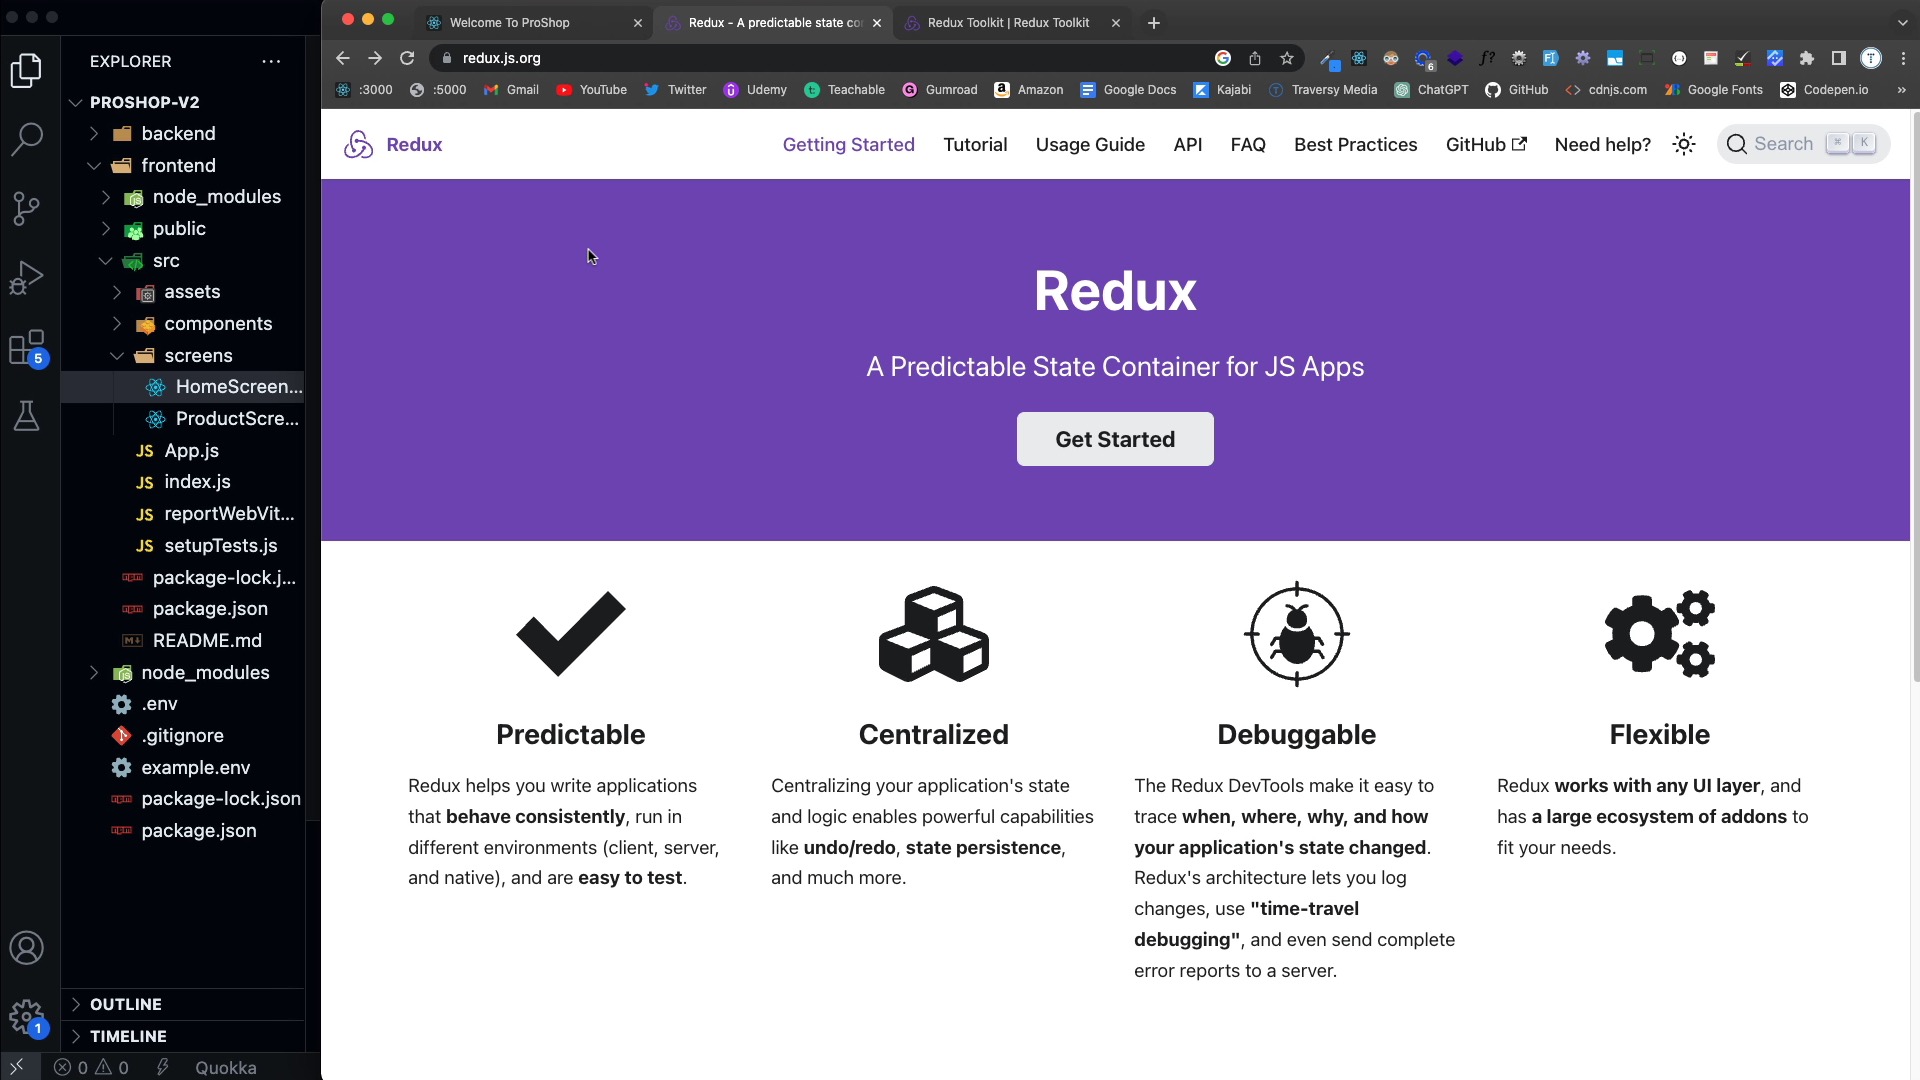 EXPLORER
PROSHOP-V2
backend
frontend
node_modules
public
src
assets
components
screens
HomeScreen...
ProductScre...
JS App.js
JS index.js
JS reportWebVit...
JS setupTests.js
package-lock.j...
package.json
README.md
node_modules
.env
.gitignore
example.env
package-lock.json
package.json
OUTLINE
TIMELINE
5
1
0 0 Quokka
Welcome To ProShop
Redux - A predictable state co
Redux Toolkit | Redux Toolkit
redux.js.org
:3000 :5000 Gmail YouTube Twitter Udemy Teachable Gumroad Amazon Google Docs Kajabi Traversy Media ChatGPT GitHub cdnjs.com Google Fonts Codepen.io »
Redux
Getting Started Tutorial Usage Guide API FAQ Best Practices GitHub Need help? Search ⌘ K
Redux
A Predictable State Container for JS Apps
Get Started
Predictable
Redux helps you write applications
that behave consistently, run in
different environments (client, server,
and native), and are easy to test.
Centralized
Centralizing your application's state
and logic enables powerful capabilities
like undo/redo, state persistence,
and much more.
Debuggable
The Redux DevTools make it easy to
trace when, where, why, and how
your application's state changed.
Redux's architecture lets you log
changes, use "time-travel
debugging", and even send complete
error reports to a server.
Flexible
Redux works with any UI layer, and
has a large ecosystem of addons to
fit your needs.